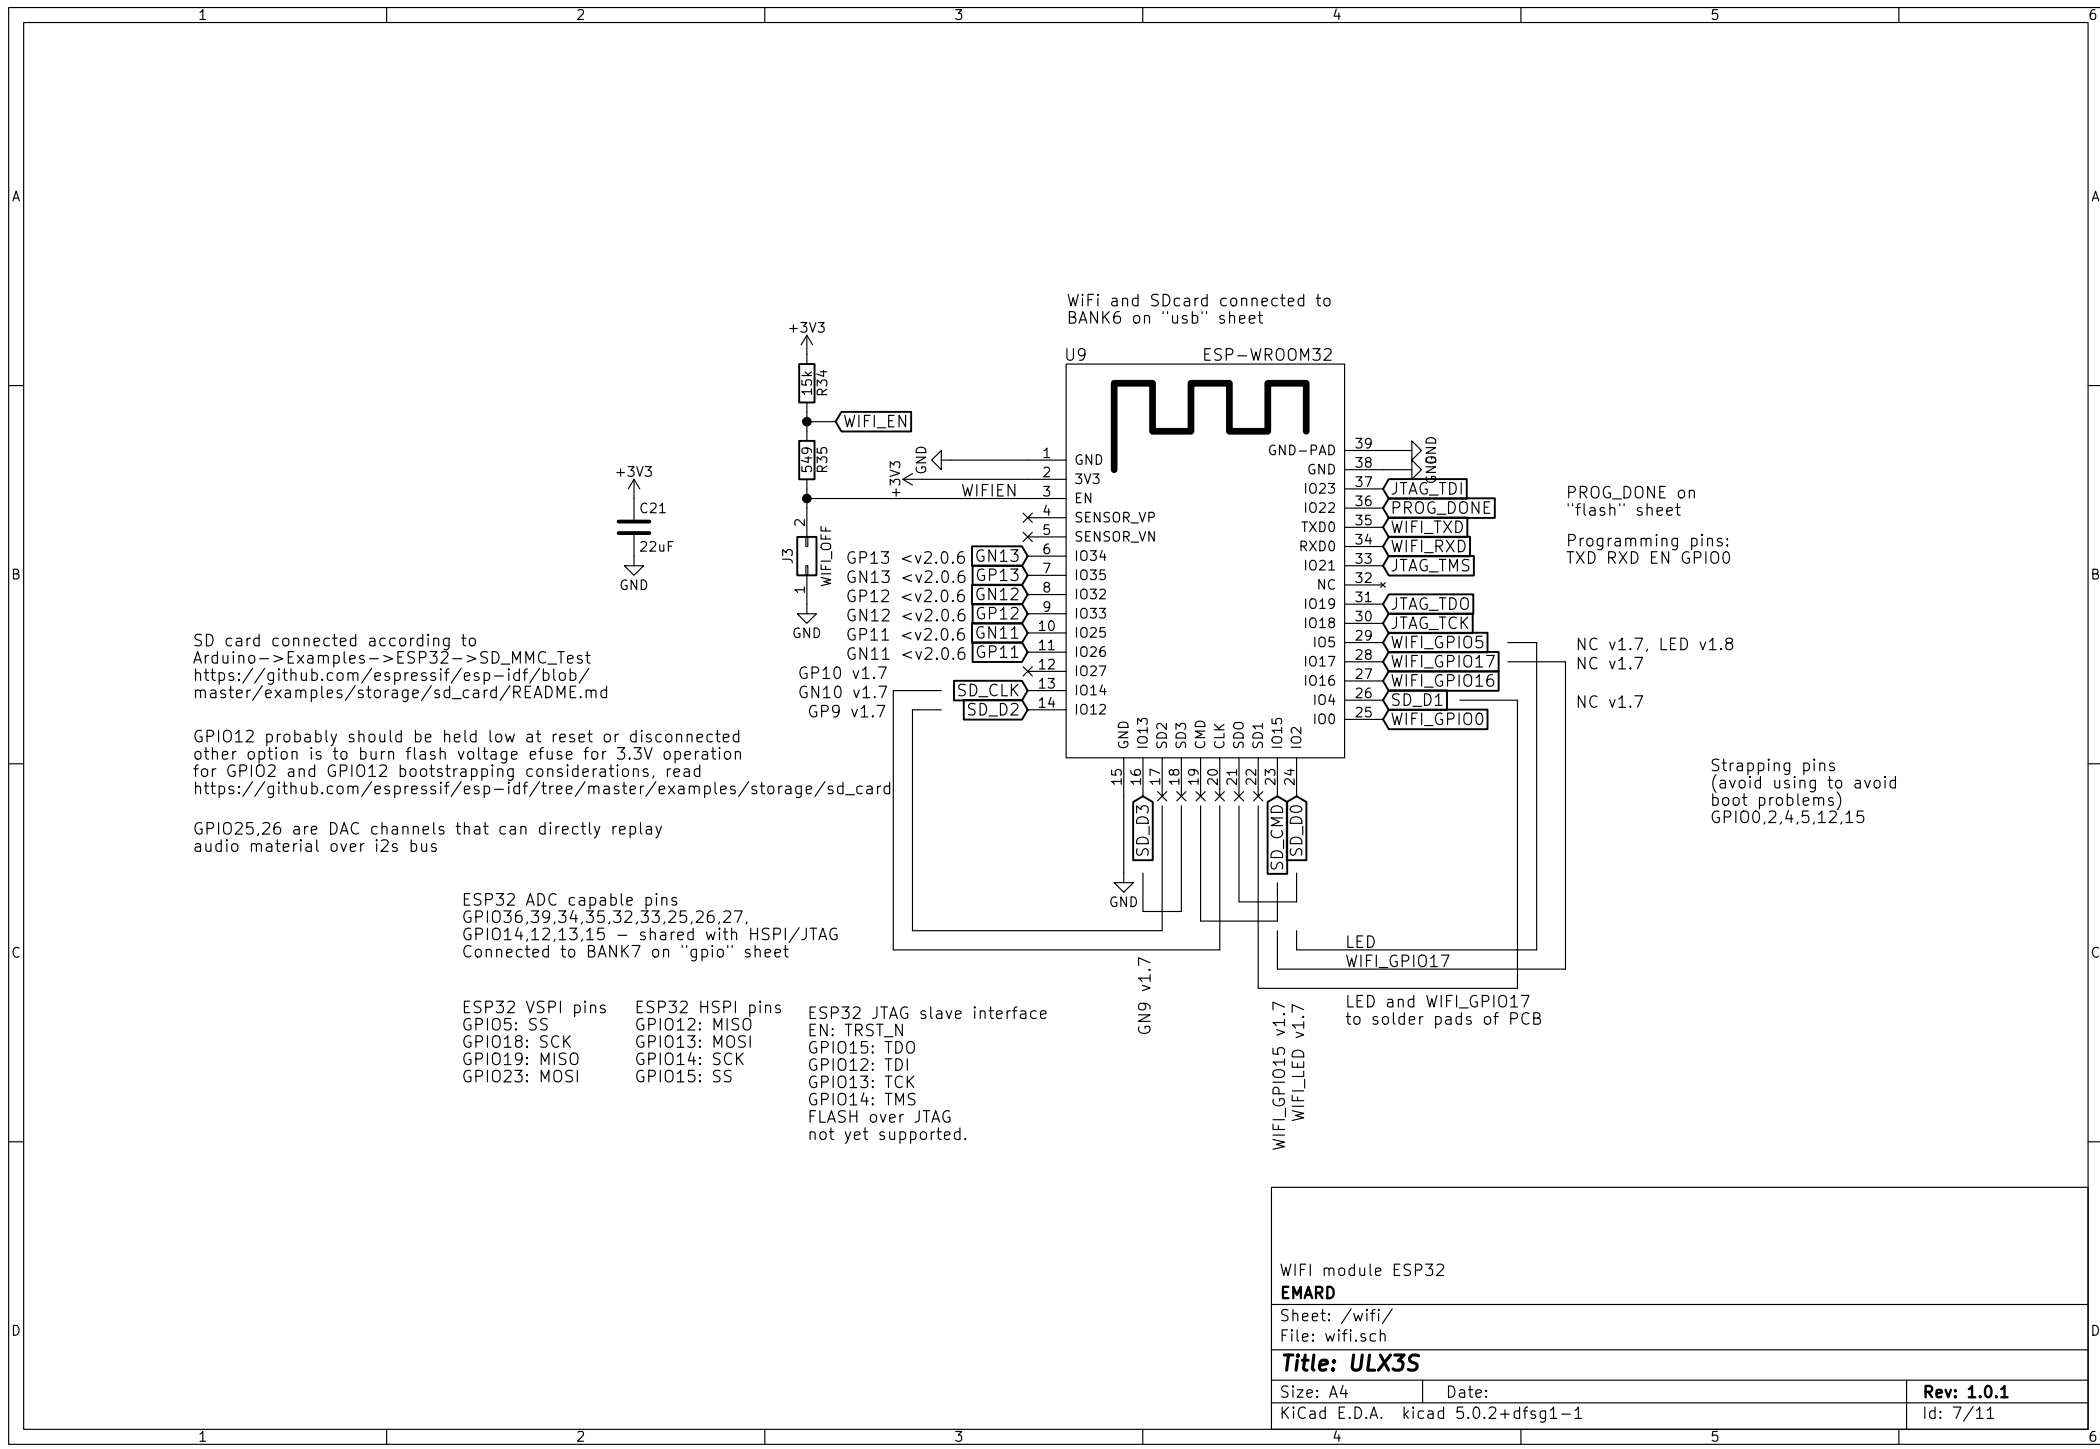 1 2 3 4 5 6
A
A
B
B
C
C
D
D
WiFi and SDcard connected to
BANK6 on "usb" sheet
U9 ESP-WROOM32
+3V3
15k
R34
WIFI_EN
549
R35
WIFIEN
2
J3
WIFI_OFF
1
GND
+3V3
C21
22uF
GND
GND
+3V3
1 GND
2 3V3
3 EN
4 SENSOR_VP
5 SENSOR_VN
GP13 <v2.0.6 GN13 6 IO34
GN13 <v2.0.6 GP13 7 IO35
GP12 <v2.0.6 GN12 8 IO32
GN12 <v2.0.6 GP12 9 IO33
GP11 <v2.0.6 GN11 10 IO25
GN11 <v2.0.6 GP11 11 IO26
GP10 v1.7 12 IO27
GN10 v1.7 SD_CLK 13 IO14
GP9 v1.7 SD_D2 14 IO12
GND-PAD 39 GND
GND 38 GND
IO23 37 JTAG_TDI
IO22 36 PROG_DONE
TXD0 35 WIFI_TXD
RXD0 34 WIFI_RXD
IO21 33 JTAG_TMS
NC 32
IO19 31 JTAG_TDO
IO18 30 JTAG_TCK
IO5 29 WIFI_GPIO5 NC v1.7, LED v1.8
IO17 28 WIFI_GPIO17 NC v1.7
IO16 27 WIFI_GPIO16
IO4 26 SD_D1 NC v1.7
IO0 25 WIFI_GPIO0
PROG_DONE on
"flash" sheet
Programming pins:
TXD RXD EN GPIO0
GND 15
IO13 16 SD_D3
SD2 17
SD3 18
CMD 19
CLK 20
SD0 21
SD1 22
IO15 23 SD_CMD
IO2 24 SD_D0
GND
SD card connected according to
Arduino->Examples->ESP32->SD_MMC_Test
https://github.com/espressif/esp-idf/blob/
master/examples/storage/sd_card/README.md
GPIO12 probably should be held low at reset or disconnected
other option is to burn flash voltage efuse for 3.3V operation
for GPIO2 and GPIO12 bootstrapping considerations, read
https://github.com/espressif/esp-idf/tree/master/examples/storage/sd_card
GPIO25,26 are DAC channels that can directly replay
audio material over i2s bus
Strapping pins
(avoid using to avoid
boot problems)
GPIO0,2,4,5,12,15
ESP32 ADC capable pins
GPIO36,39,34,35,32,33,25,26,27,
GPIO14,12,13,15 - shared with HSPI/JTAG
Connected to BANK7 on "gpio" sheet
LED
WIFI_GPIO17
GN9 v1.7
WIFI_GPIO15 v1.7
WIFI_LED v1.7
LED and WIFI_GPIO17
to solder pads of PCB
ESP32 VSPI pins
GPIO5: SS
GPIO18: SCK
GPIO19: MISO
GPIO23: MOSI
ESP32 HSPI pins
GPIO12: MISO
GPIO13: MOSI
GPIO14: SCK
GPIO15: SS
ESP32 JTAG slave interface
EN: TRST_N
GPIO15: TDO
GPIO12: TDI
GPIO13: TCK
GPIO14: TMS
FLASH over JTAG
not yet supported.
WIFI module ESP32
EMARD
Sheet: /wifi/
File: wifi.sch
Title: ULX3S
Size: A4 Date: Rev: 1.0.1
KiCad E.D.A. kicad 5.0.2+dfsg1-1 Id: 7/11
1 2 3 4 5 6